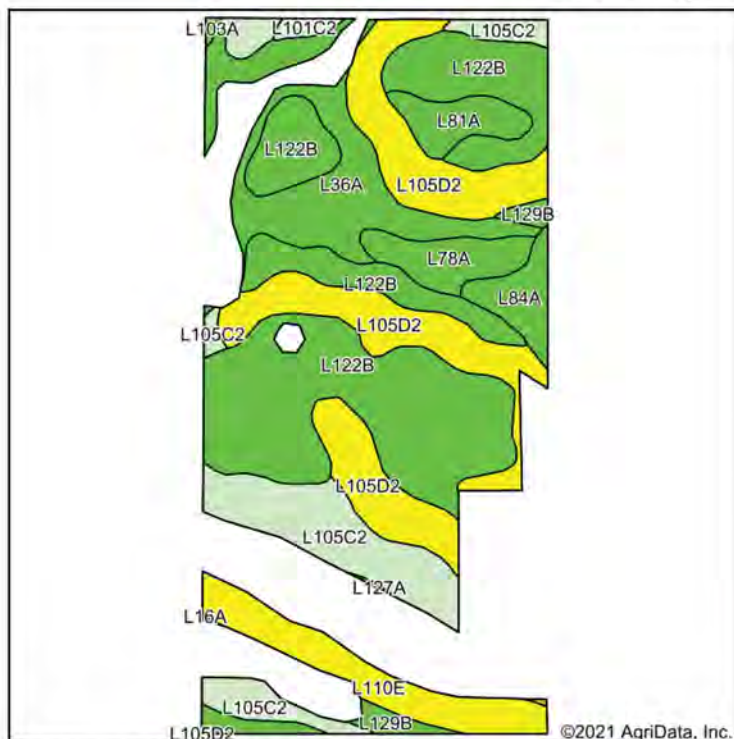 L103A
L101C2
L105C2
L122B
L81A
L122B
L36A
L105D2
L129B
L78A
L122B
L84A
L105C2
L105D2
L122B
L105D2
L105C2
L127A
L16A
L110E
L105C2
L129B
L105D2
©2021 AgriData, Inc.